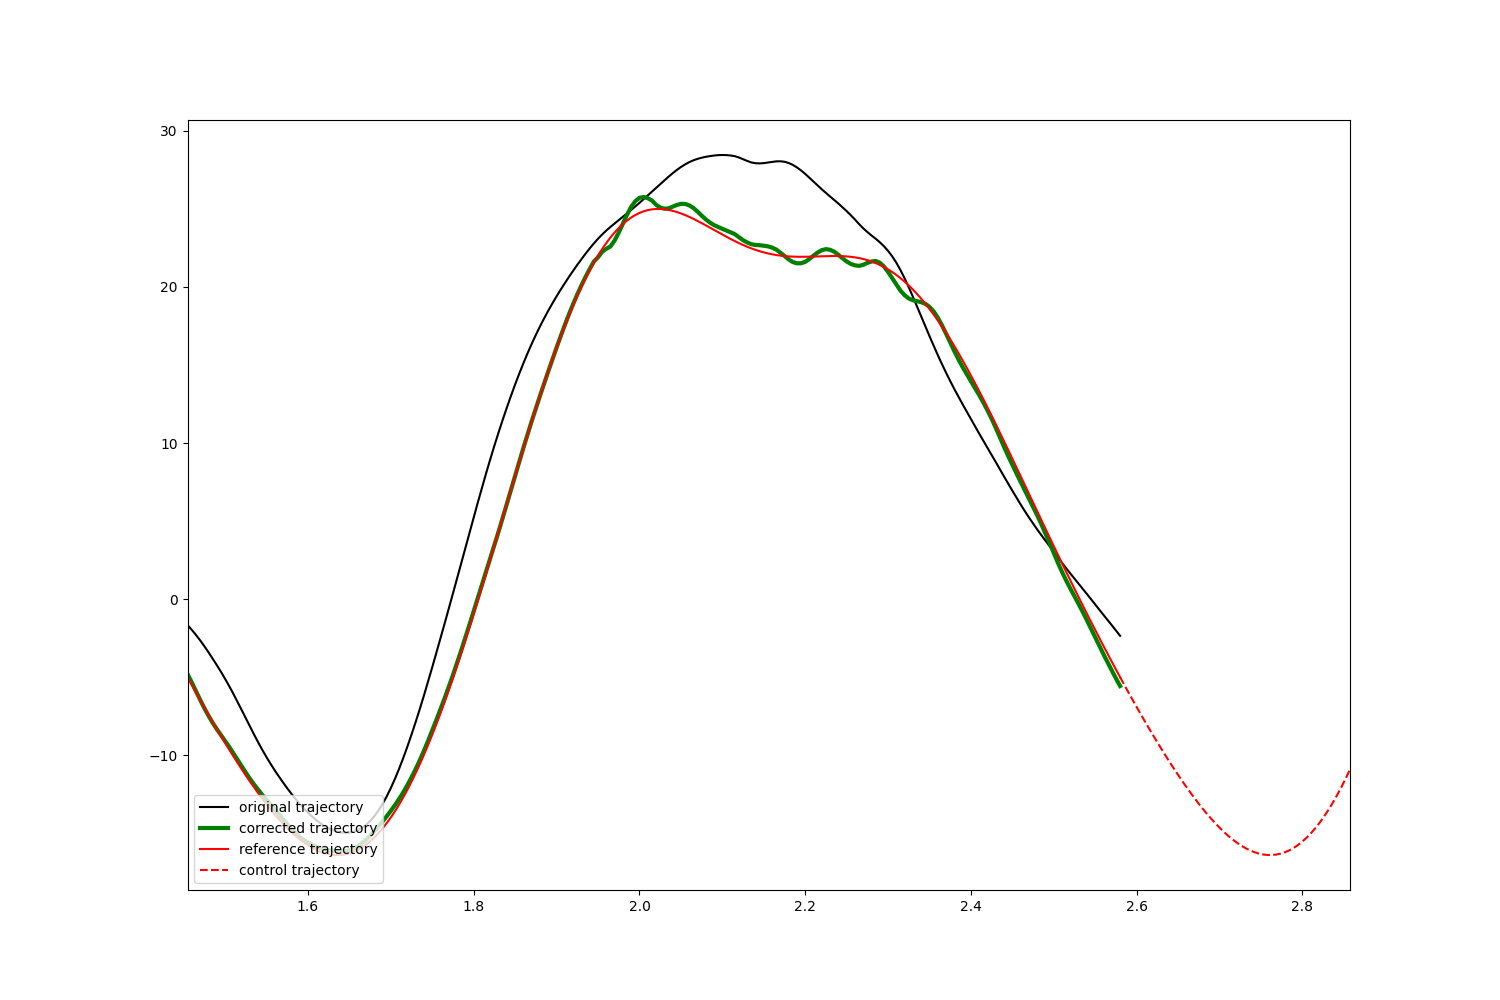 30
20
10
0
−10
original trajectory
corrected trajectory
reference trajectory
control trajectory
1.6 1.8 2.0 2.2 2.4 2.6 2.8